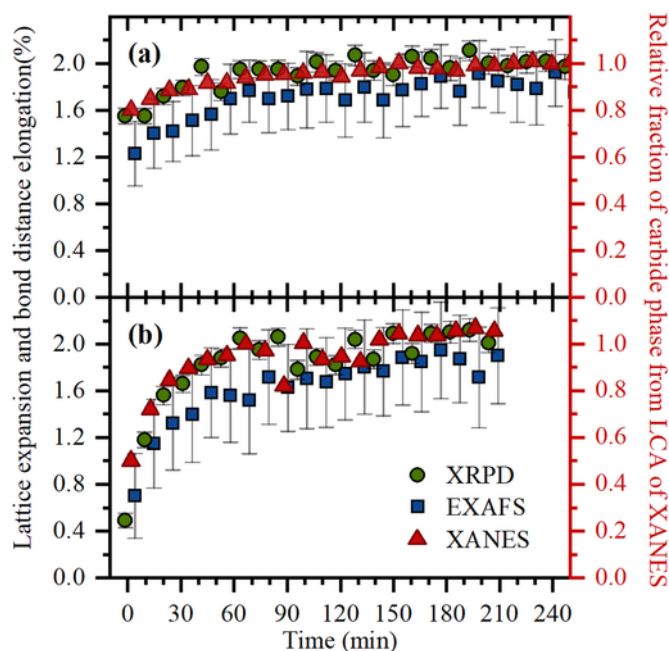 Lattice expansion and bond distance elongation(%)
(a)
2.0
1.6
1.2
0.8
0.4
0.0
1.0
0.8
0.6
0.4
0.2
0.0
(b)
2.0
1.6
1.2
0.8
0.4
0.0
1.0
0.8
0.6
0.4
0.2
0.0
XRPD
EXAFS
XANES
0 30 60 90 120 150 180 210 240
Time (min)
Relative fraction of carbide phase from LCA of XANES